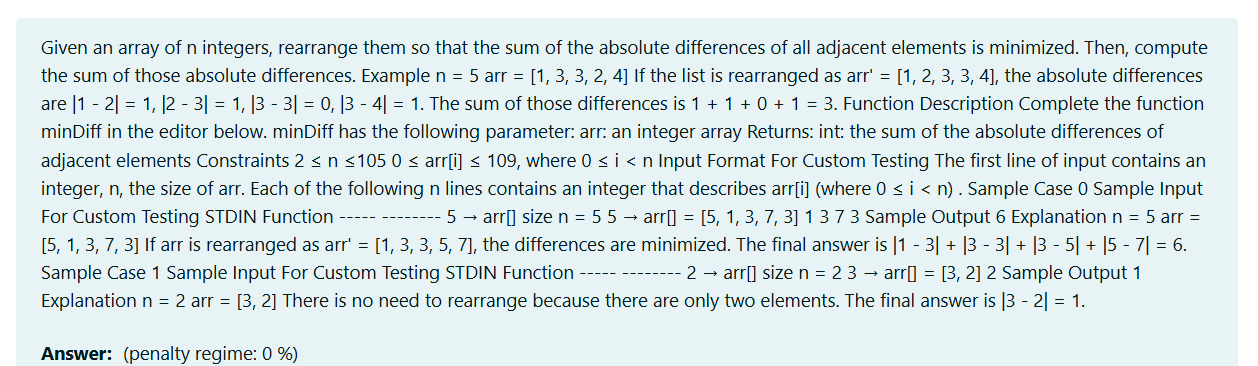 Given an array of n integers, rearrange them so that the sum of the absolute differences of all adjacent elements is minimized. Then, compute
the sum of those absolute differences. Example n = 5 arr = [1, 3, 3, 2, 4] If the list is rearranged as arr' = [1, 2, 3, 3, 4], the absolute differences
are |1 - 2| = 1, |2 - 3| = 1, |3 - 3| = 0, |3 - 4| = 1. The sum of those differences is 1 + 1 + 0 + 1 = 3. Function Description Complete the function
minDiff in the editor below. minDiff has the following parameter: arr: an integer array Returns: int: the sum of the absolute differences of
adjacent elements Constraints 2 ≤ n ≤105 0 ≤ arr[i] ≤ 109, where 0 ≤ i < n Input Format For Custom Testing The first line of input contains an
integer, n, the size of arr. Each of the following n lines contains an integer that describes arr[i] (where 0 ≤ i < n) . Sample Case 0 Sample Input
For Custom Testing STDIN Function ----- -------- 5 → arr[] size n = 5 5 → arr[] = [5, 1, 3, 7, 3] 1 3 7 3 Sample Output 6 Explanation n = 5 arr =
[5, 1, 3, 7, 3] If arr is rearranged as arr' = [1, 3, 3, 5, 7], the differences are minimized. The final answer is |1 - 3| + |3 - 3| + |3 - 5| + |5 - 7| = 6.
Sample Case 1 Sample Input For Custom Testing STDIN Function ----- -------- 2 → arr[] size n = 2 3 → arr[] = [3, 2] 2 Sample Output 1
Explanation n = 2 arr = [3, 2] There is no need to rearrange because there are only two elements. The final answer is |3 - 2| = 1.
Answer: (penalty regime: 0 %)